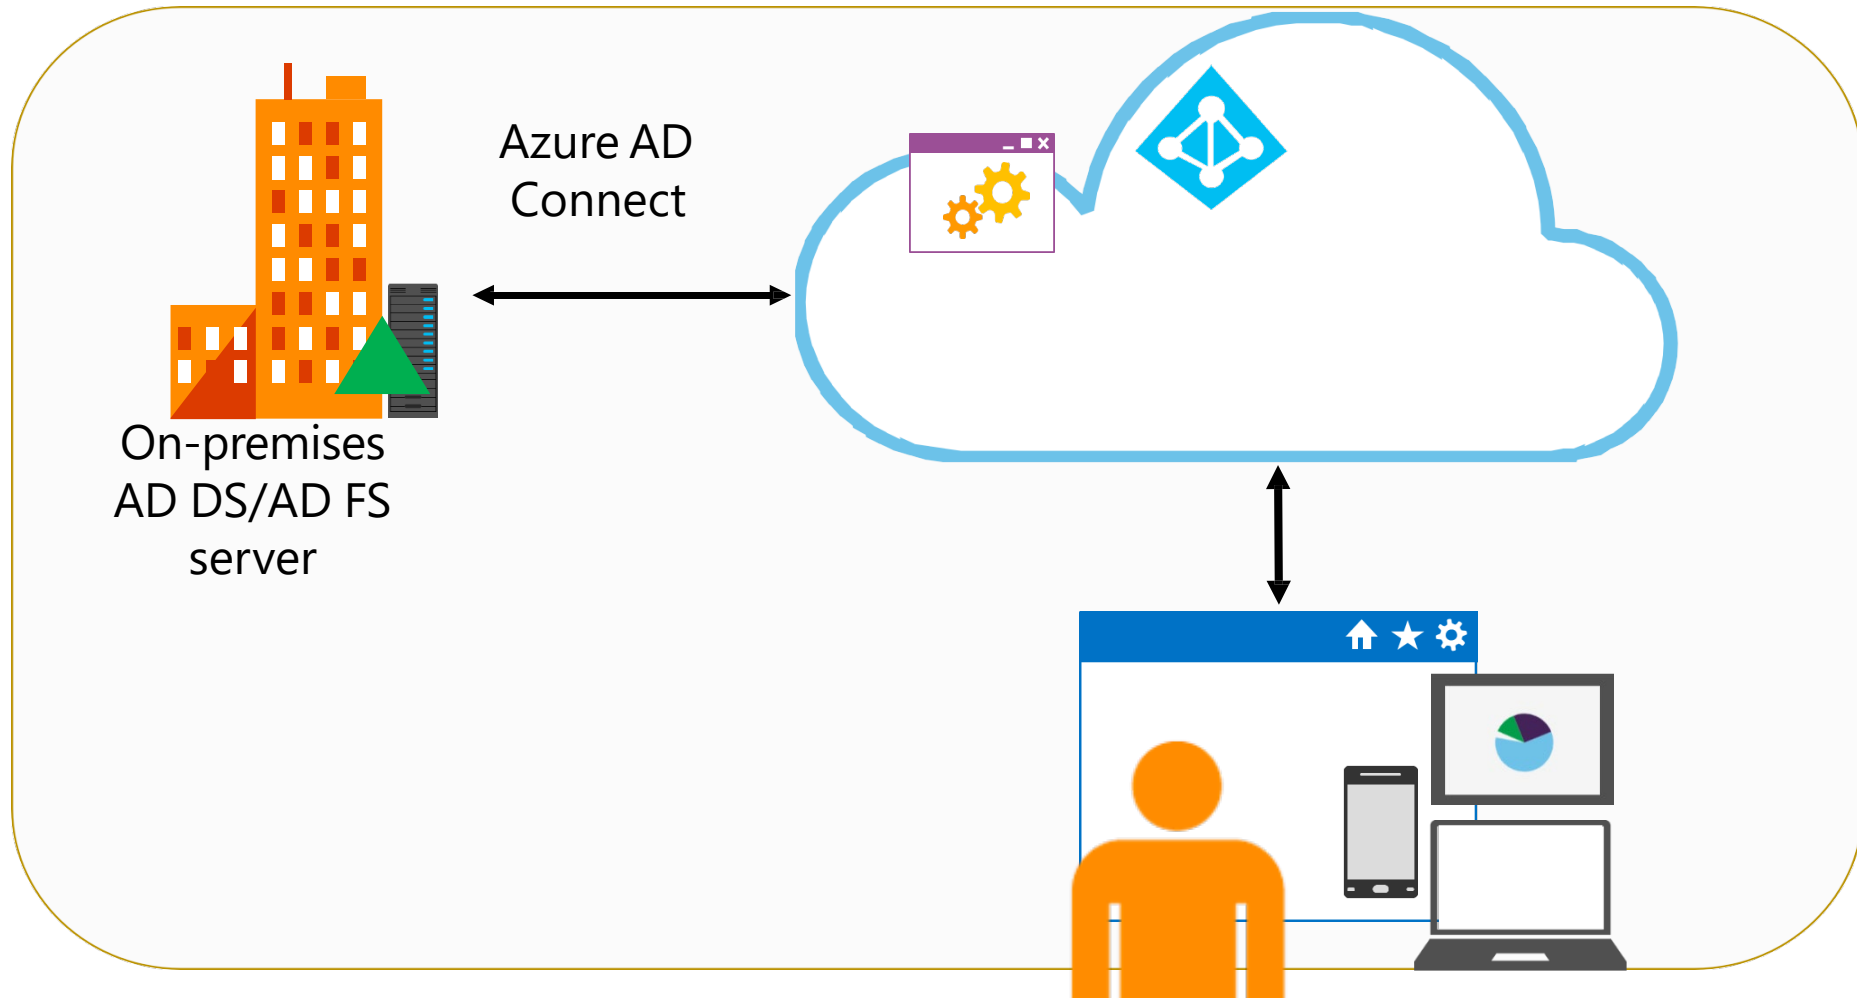 Azure AD
Connect
On-premises
AD DS/AD FS
server